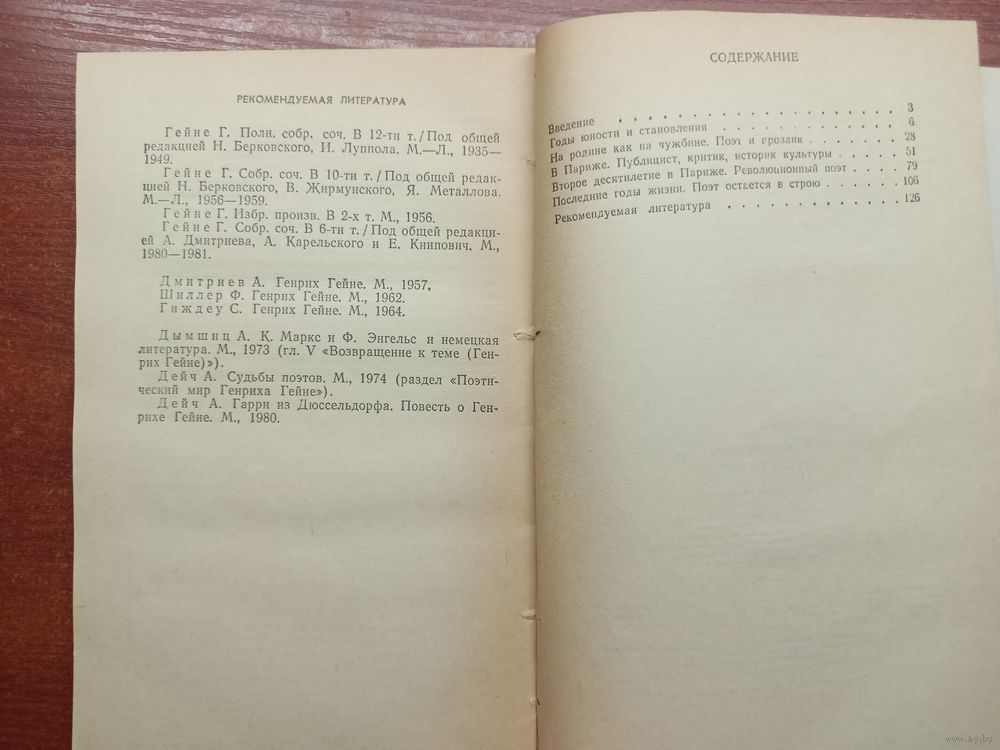 РЕКОМЕНДУЕМАЯ ЛИТЕРАТУРА
Гейне Г. Полн. собр. соч. В 12-ти т./Под общей
редакцией Н. Берковского, И. Луппола. М.—Л., 1935—
1949.
Гейне Г. Собр. соч. В 10-ти т./Под общей редак-
цией Н. Берковского, В. Жирмунского, Я. Металлова.
М.—Л., 1956—1959.
Гейне Г. Избр. произв. В 2-х т. М., 1956.
Гейне Г. Собр. соч. В 6-ти т./Под общей редакци-
ей А. Дмитриева, А. Карельского и Е. Книпович, М.,
1980—1981.
Дмитриев А. Генрих Гейне. М., 1957.
Шиллер Ф. Генрих Гейне. М., 1962.
Гиждеу С. Генрих Гейне. М., 1964.
Дымшиц А. К. Маркс и Ф. Энгельс и немецкая
литература. М., 1973 (гл. V «Возвращение к теме (Ген-
рих Гейне)»).
Дейч А. Судьбы поэтов. М., 1974 (раздел «Поэти-
ческий мир Генриха Гейне»).
Дейч А. Гарри из Дюссельдорфа. Повесть о Ген-
рихе Гейне. М., 1980.
СОДЕРЖАНИЕ
Введение . . . . . . . . . . . . . . 3
Годы юности и становления . . . . . . . . . 6
На родине как на чужбине. Поэт и прозаик . . . . . 28
В Париже. Публицист, критик, историк культуры . . . . 51
Второе десятилетие в Париже. Революционный поэт . . . 79
Последние годы жизни. Поэт остается в строю . . . . 106
Рекомендуемая литература . . . . . . . . . 126
www.ay.by